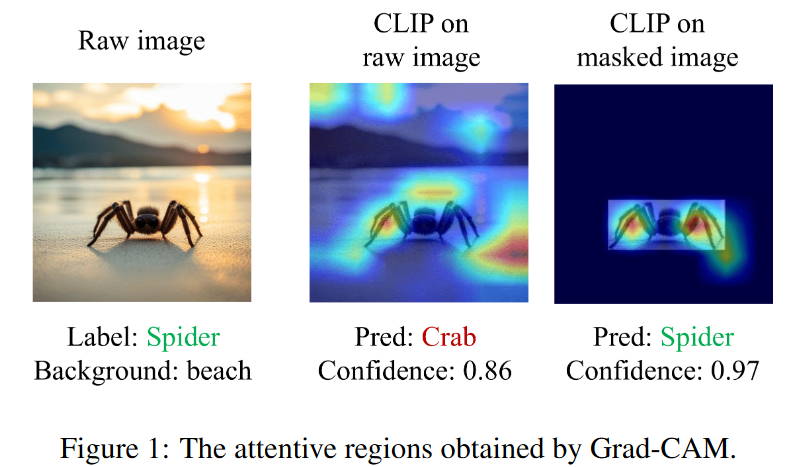 Raw image
CLIP on
raw image
CLIP on
masked image
Label: Spider
Background: beach
Pred: Crab
Confidence: 0.86
Pred: Spider
Confidence: 0.97
Figure 1: The attentive regions obtained by Grad-CAM.